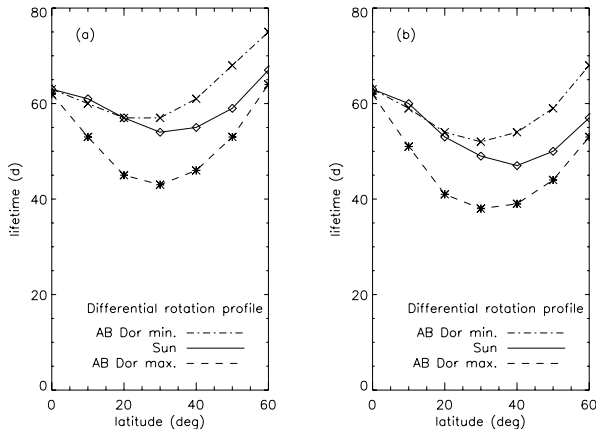 80
60
40
20
0
lifetime (d)
(a)
Differential rotation profile
AB Dor min.
Sun
AB Dor max.
0 20 40 60
latitude (deg)
80
60
40
20
0
lifetime (d)
(b)
Differential rotation profile
AB Dor min.
Sun
AB Dor max.
0 20 40 60
latitude (deg)